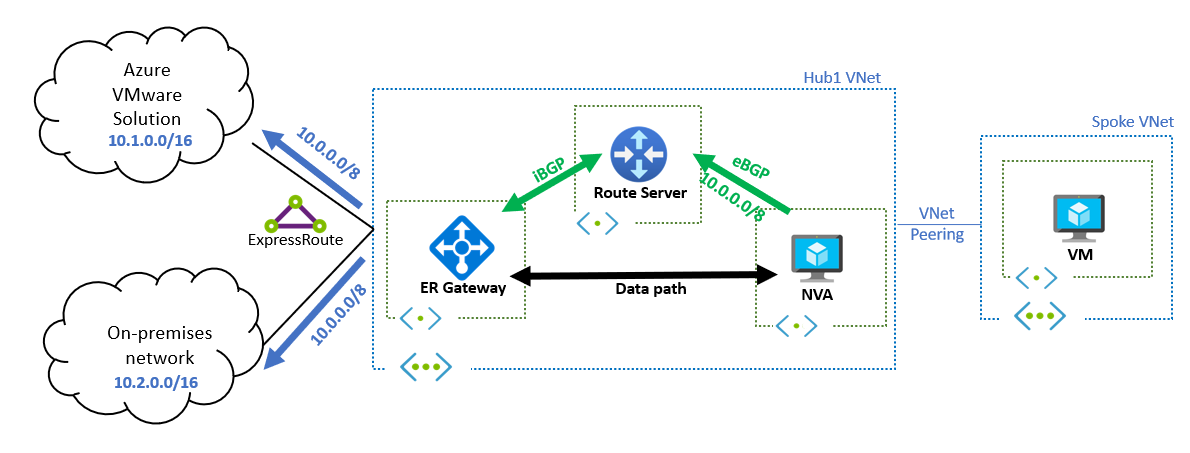 Azure
VMware
Solution
10.1.0.0/16
10.0.0.0/8
ExpressRoute
10.0.0.0/8
On-premises
network
10.2.0.0/16
Hub1 VNet
iBGP
Route Server
eBGP
10.0.0.0/8
ER Gateway
Data path
NVA
VNet
Peering
Spoke VNet
VM